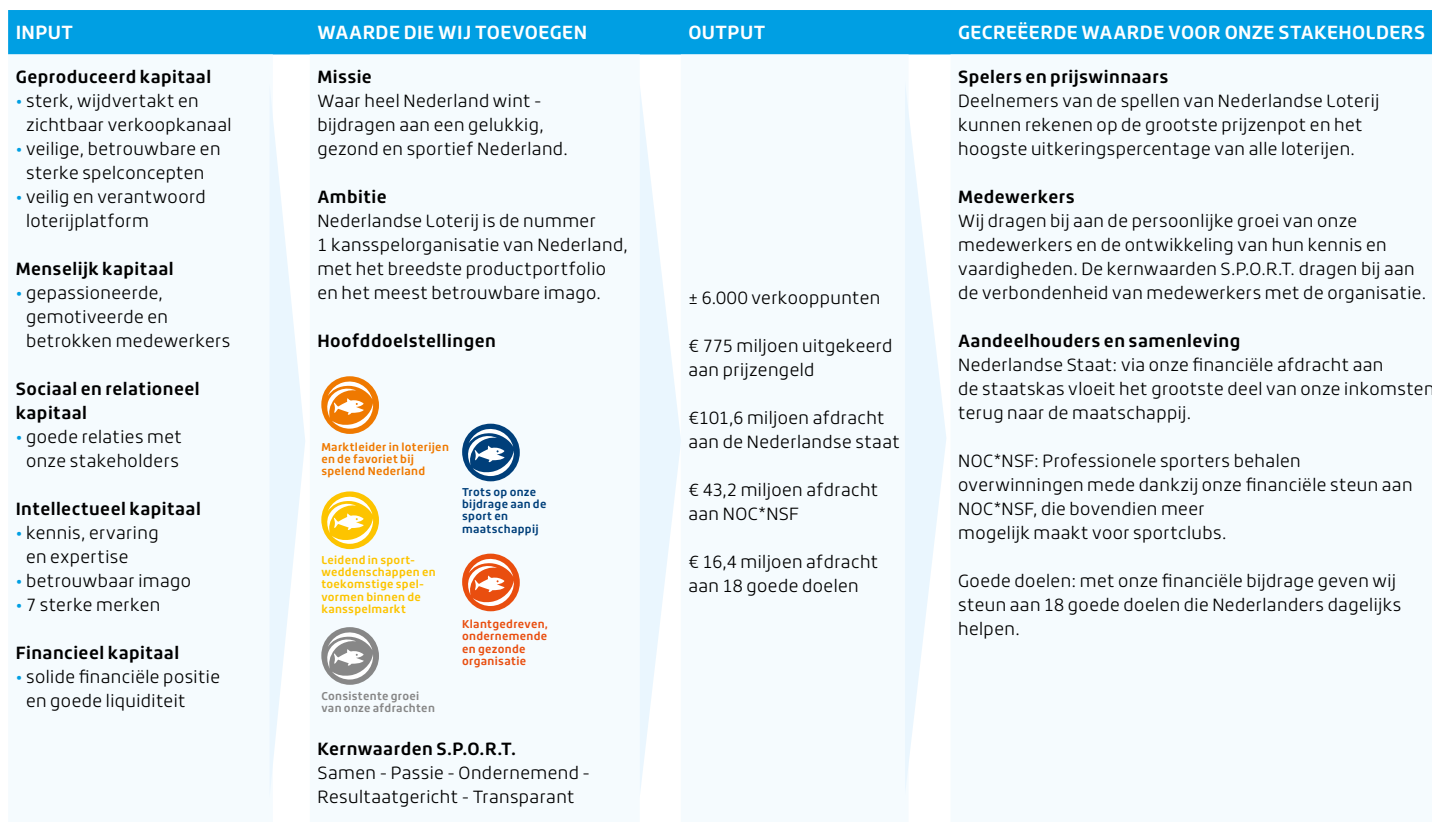 INPUT
Geproduceerd kapitaal
• sterk, wijdvertakt en
zichtbaar verkoopkanaal
• veilige, betrouwbare en
sterke spelconcepten
• veilig en verantwoord
loterijplatform
Menselijk kapitaal
• gepassioneerde,
gemotiveerde en
betrokken medewerkers
Sociaal en relationeel
kapitaal
• goede relaties met
onze stakeholders
Intellectueel kapitaal
• kennis, ervaring
en expertise
• betrouwbaar imago
• 7 sterke merken
Financieel kapitaal
• solide financiële positie
en goede liquiditeit
WAARDE DIE WIJ TOEVOEGEN
Missie
Waar heel Nederland wint -
bijdragen aan een gelukkig,
gezond en sportief Nederland.
Ambitie
Nederlandse Loterij is de nummer
1 kansspelorganisatie van Nederland,
met het breedste productportfolio
en het meest betrouwbare imago.
Hoofddoelstellingen
Marktleider in loterijen
en de favoriet bij
spelend Nederland
Trots op onze
bijdrage aan de
sport en
maatschappij
Leidend in sport-
weddenschappen en
toekomstige spel-
vormen binnen de
kansspelmarkt
Klantgedreven,
ondernemende
en gezonde
organisatie
Consistente groei
van onze afdrachten
Kernwaarden S.P.O.R.T.
Samen - Passie - Ondernemend -
Resultaatgericht - Transparant
OUTPUT
± 6.000 verkooppunten
€ 775 miljoen uitgekeerd
aan prijzengeld
€101,6 miljoen afdracht
aan de Nederlandse staat
€ 43,2 miljoen afdracht
aan NOC*NSF
€ 16,4 miljoen afdracht
aan 18 goede doelen
GECREËERDE WAARDE VOOR ONZE STAKEHOLDERS
Spelers en prijswinnaars
Deelnemers van de spellen van Nederlandse Loterij
kunnen rekenen op de grootste prijzenpot en het
hoogste uitkeringspercentage van alle loterijen.
Medewerkers
Wij dragen bij aan de persoonlijke groei van onze
medewerkers en de ontwikkeling van hun kennis en
vaardigheden. De kernwaarden S.P.O.R.T. dragen bij aan
de verbondenheid van medewerkers met de organisatie.
Aandeelhouders en samenleving
Nederlandse Staat: via onze financiële afdracht aan
de staatskas vloeit het grootste deel van onze inkomsten
terug naar de maatschappij.
NOC*NSF: Professionele sporters behalen
overwinningen mede dankzij onze financiële steun aan
NOC*NSF, die bovendien meer
mogelijk maakt voor sportclubs.
Goede doelen: met onze financiële bijdrage geven wij
steun aan 18 goede doelen die Nederlanders dagelijks
helpen.